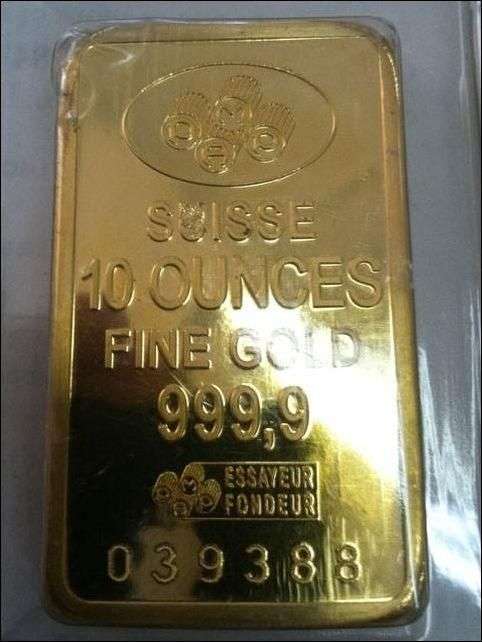 SUISSE
10 OUNCES
FINE GOLD
999,9
ESSAYEUR
FONDEUR
039388